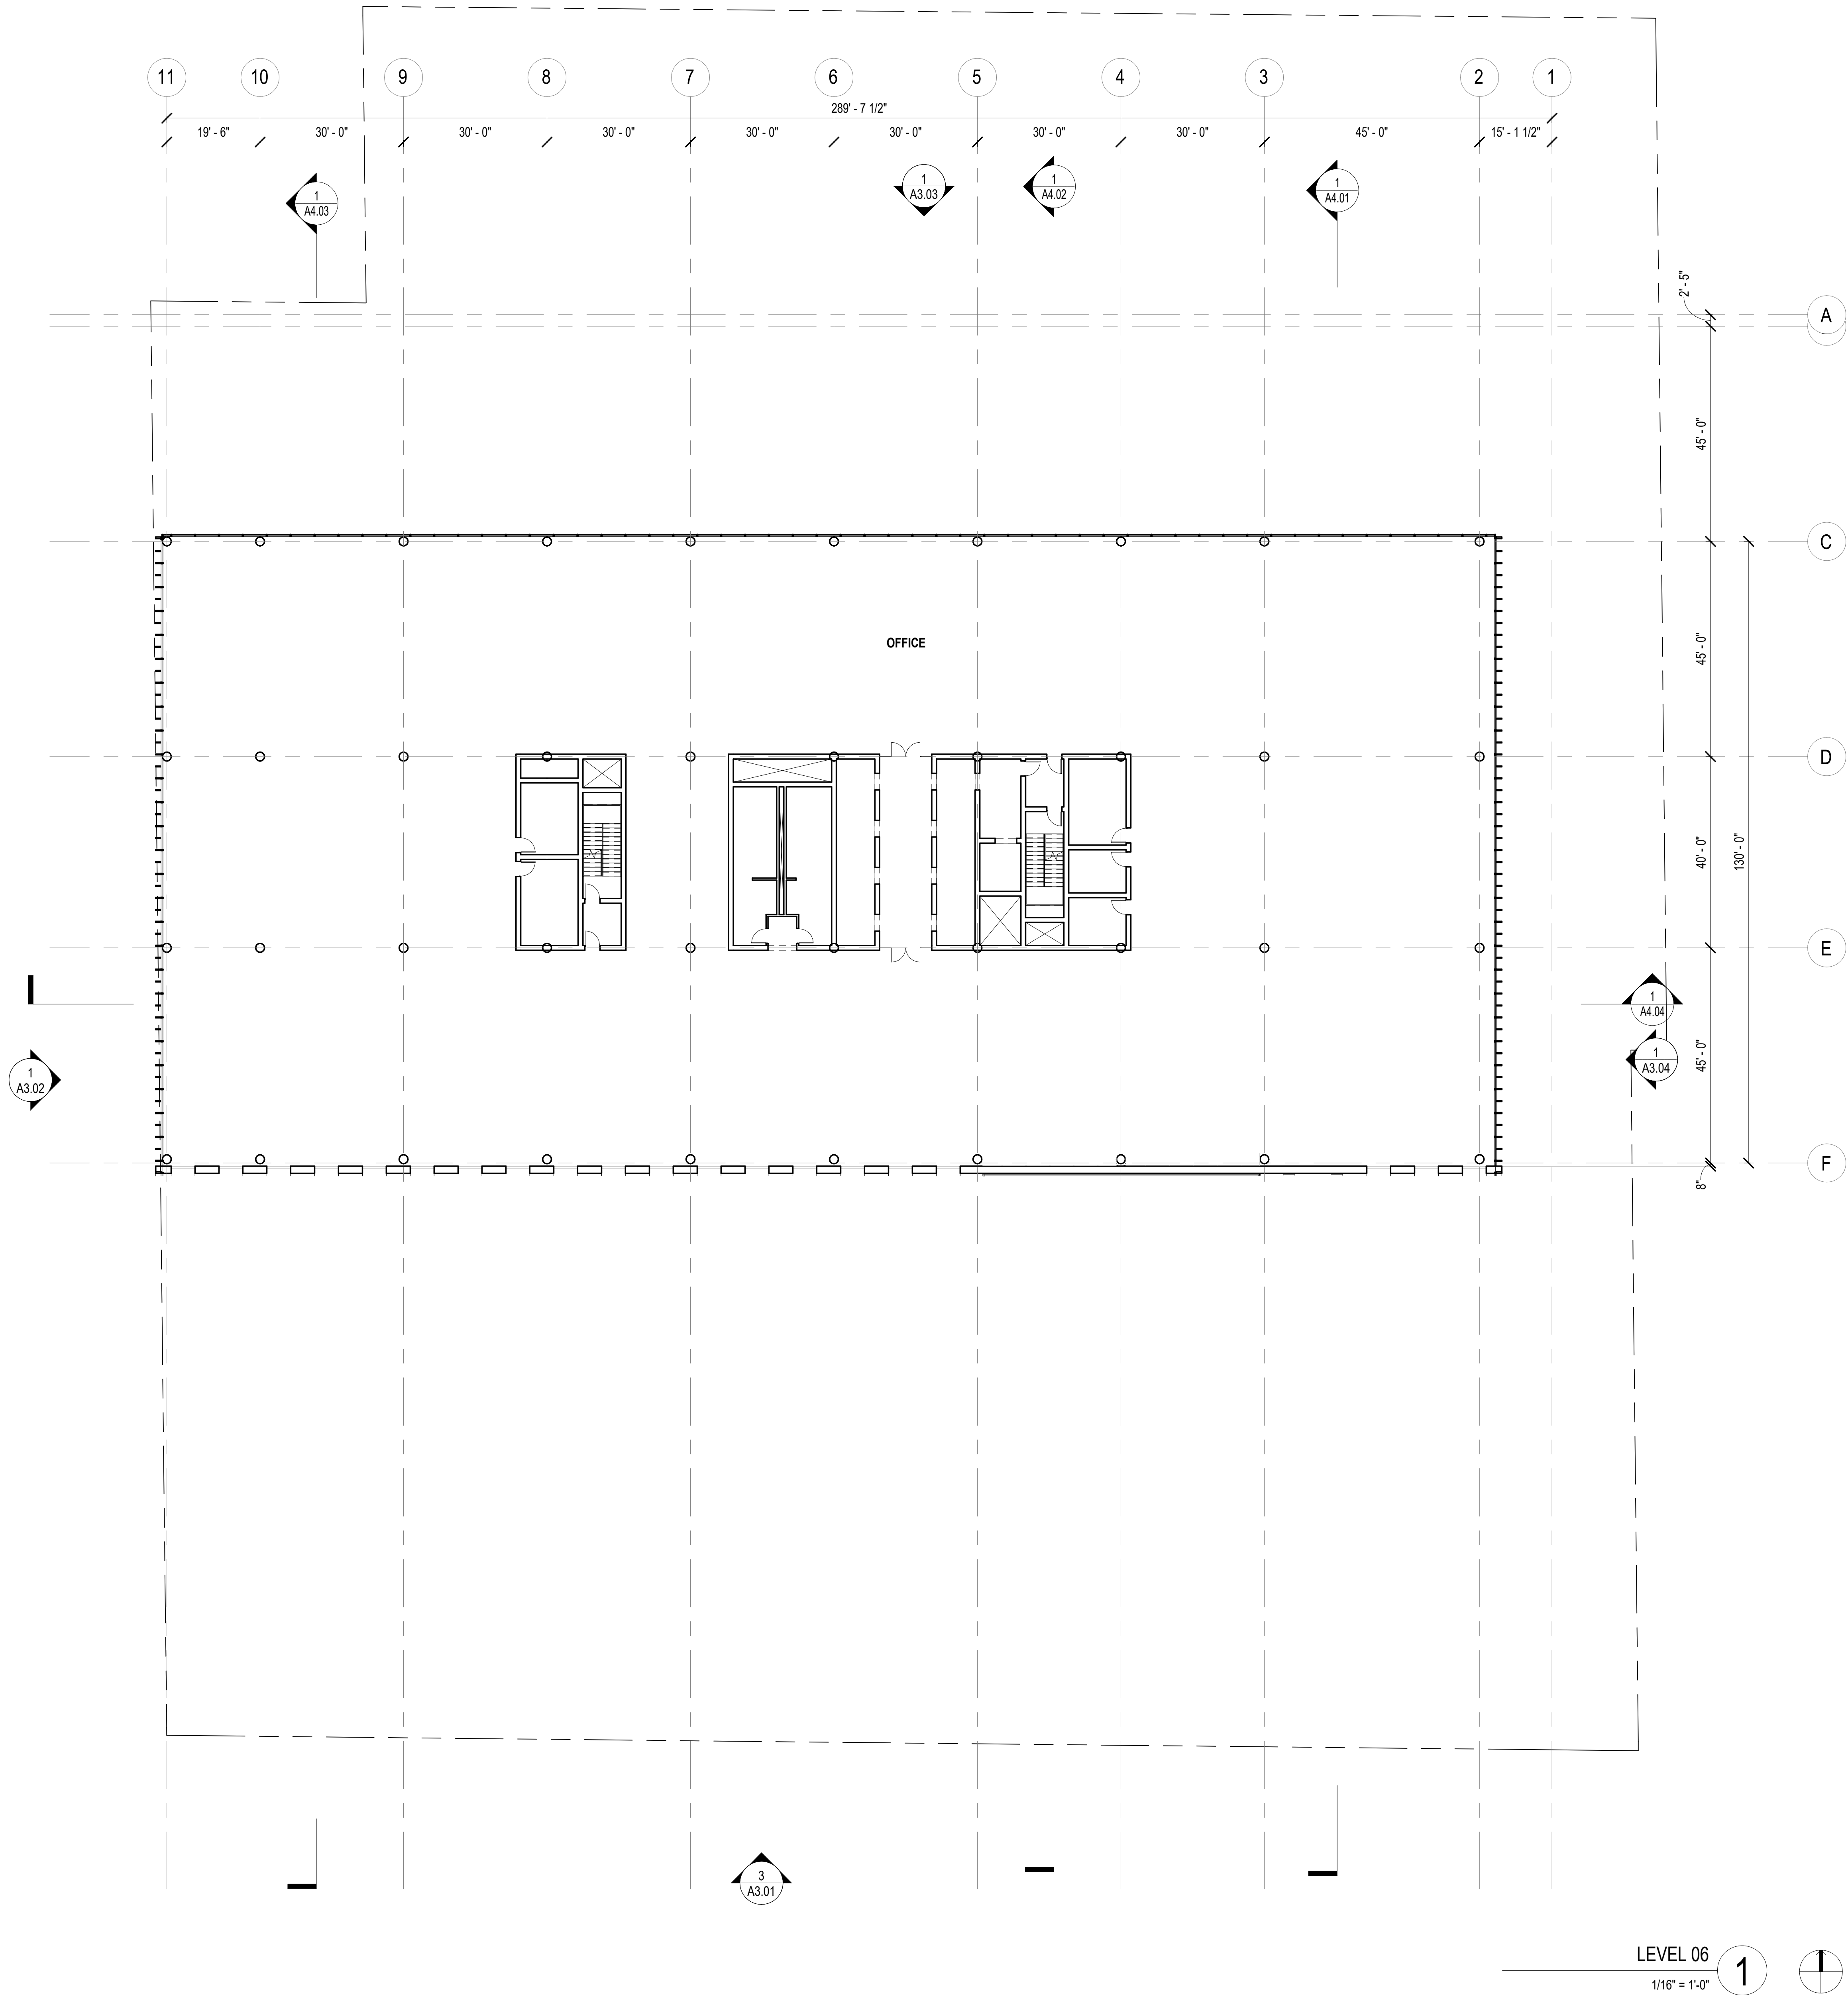 11 10 9 8 7 6 5 4 3 2 1
289' - 7 1/2"
19' - 6" 30' - 0" 30' - 0" 30' - 0" 30' - 0" 30' - 0" 30' - 0" 30' - 0" 45' - 0" 15' - 1 1/2"
1
A4.03
1
A3.03
1
A4.02
1
A4.01
2' - 5"
A
45' - 0"
C
OFFICE
45' - 0"
D
40' - 0"
130' - 0"
E
1
A4.04
1
A3.02
1
A3.04
45' - 0"
F
8"
3
A3.01
LEVEL 06
1
1/16" = 1'-0"